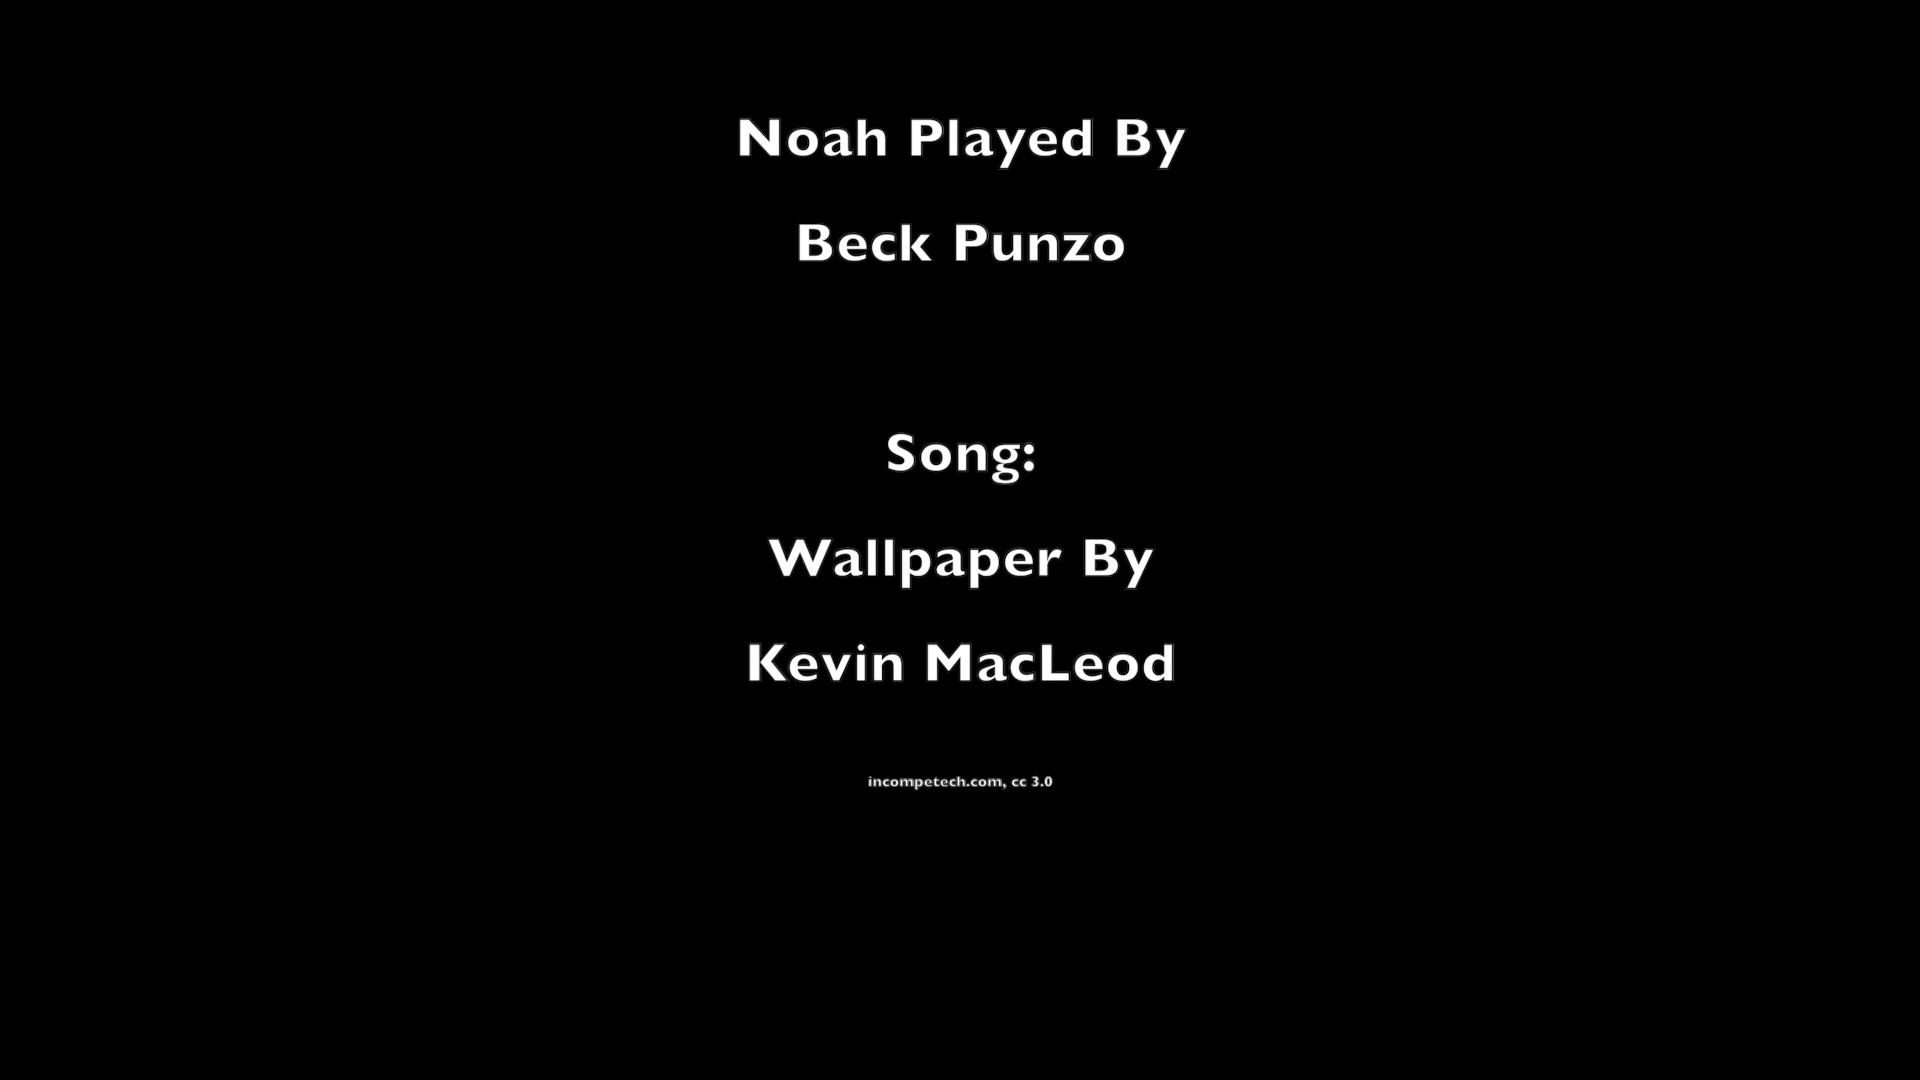 Noah Played By
Beck Punzo
Song:
Wallpaper By
Kevin MacLeod
incompetech.com, cc 3.0